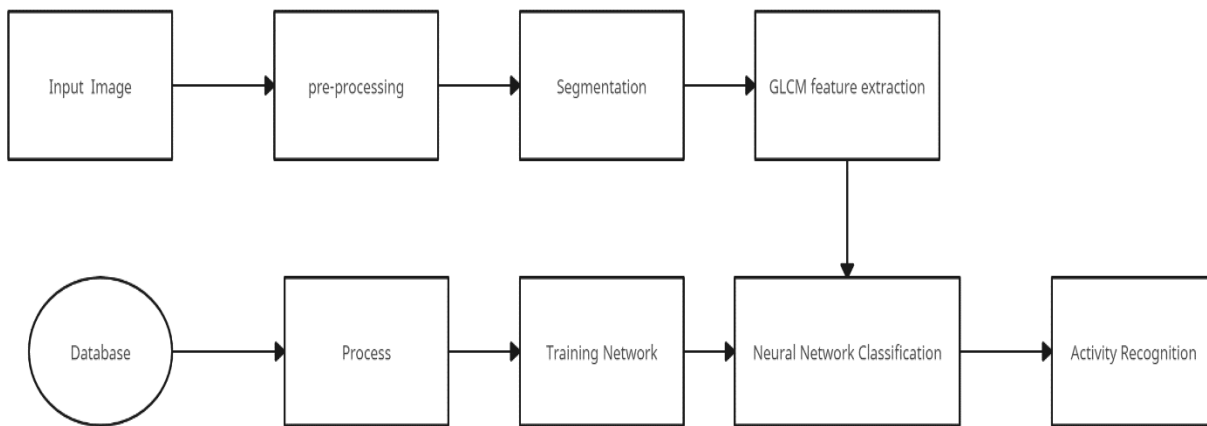 Input Image
pre-processing
Segmentation
GLCM feature extraction
Database
Process
Training Network
Neural Network Classification
Activity Recognition